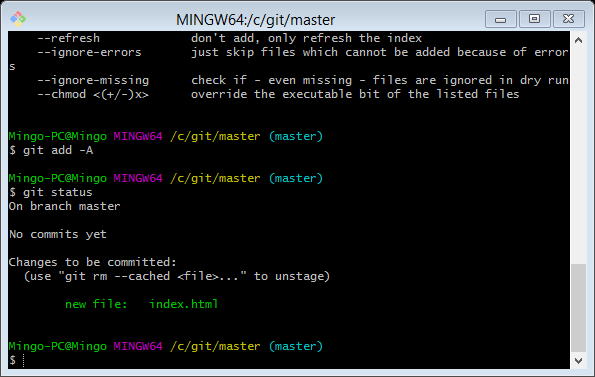 MINGW64:/c/git/master
--refresh don't add, only refresh the index
--ignore-errors just skip files which cannot be added because of error
s
--ignore-missing check if - even missing - files are ignored in dry run
--chmod <(+/-)x> override the executable bit of the listed files
Mingo-PC@Mingo MINGW64 /c/git/master (master)
$ git add -A
Mingo-PC@Mingo MINGW64 /c/git/master (master)
$ git status
On branch master
No commits yet
Changes to be committed:
(use "git rm --cached <file>..." to unstage)
new file: index.html
Mingo-PC@Mingo MINGW64 /c/git/master (master)
$